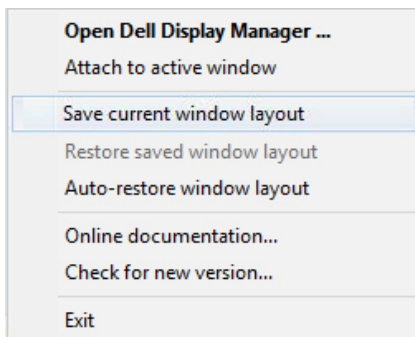 Open Dell Display Manager ...
Attach to active window
Save current window layout
Restore saved window layout
Auto-restore window layout
Online documentation...
Check for new version...
Exit